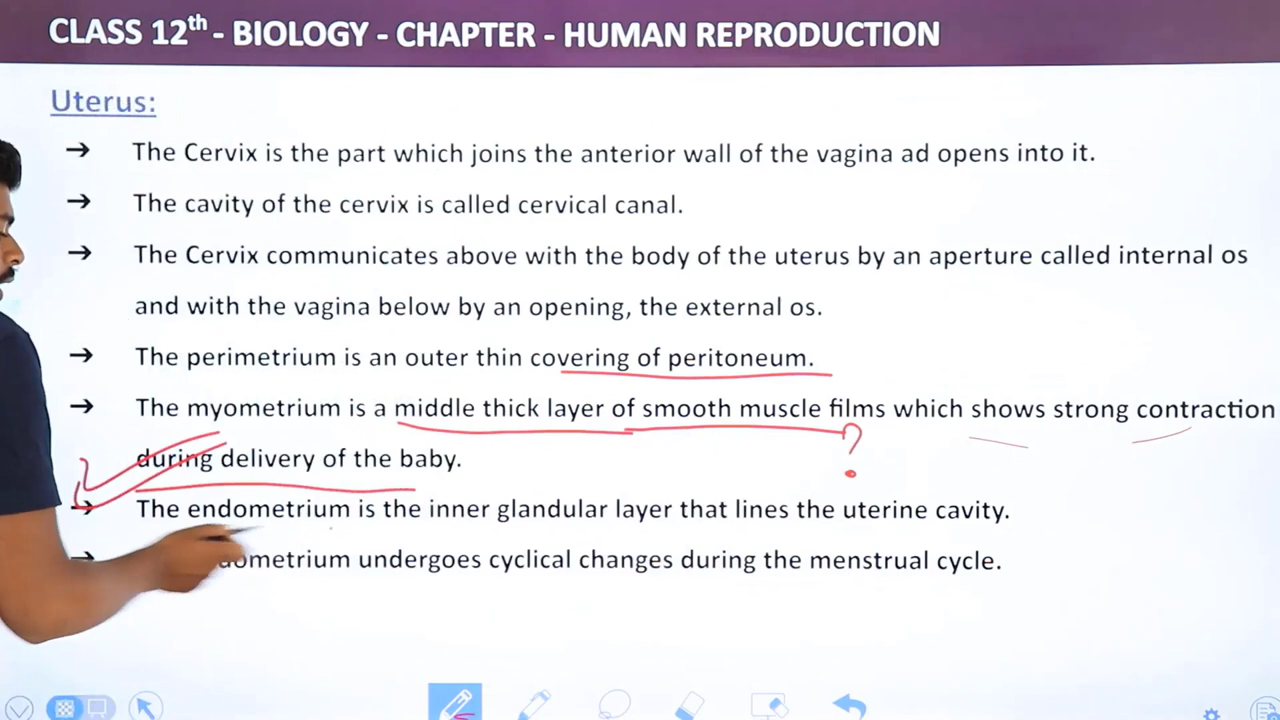 CLASS 12th - BIOLOGY - CHAPTER - HUMAN REPRODUCTION
Uterus:
→ The Cervix is the part which joins the anterior wall of the vagina ad opens into it.
→ The cavity of the cervix is called cervical canal.
→ The Cervix communicates above with the body of the uterus by an aperture called internal os
and with the vagina below by an opening, the external os.
→ The perimetrium is an outer thin covering of peritoneum.
→ The myometrium is a middle thick layer of smooth muscle films which shows strong contraction
?
during delivery of the baby.
→ The endometrium is the inner glandular layer that lines the uterine cavity.
→ undergoes cyclical changes during the menstrual cycle.